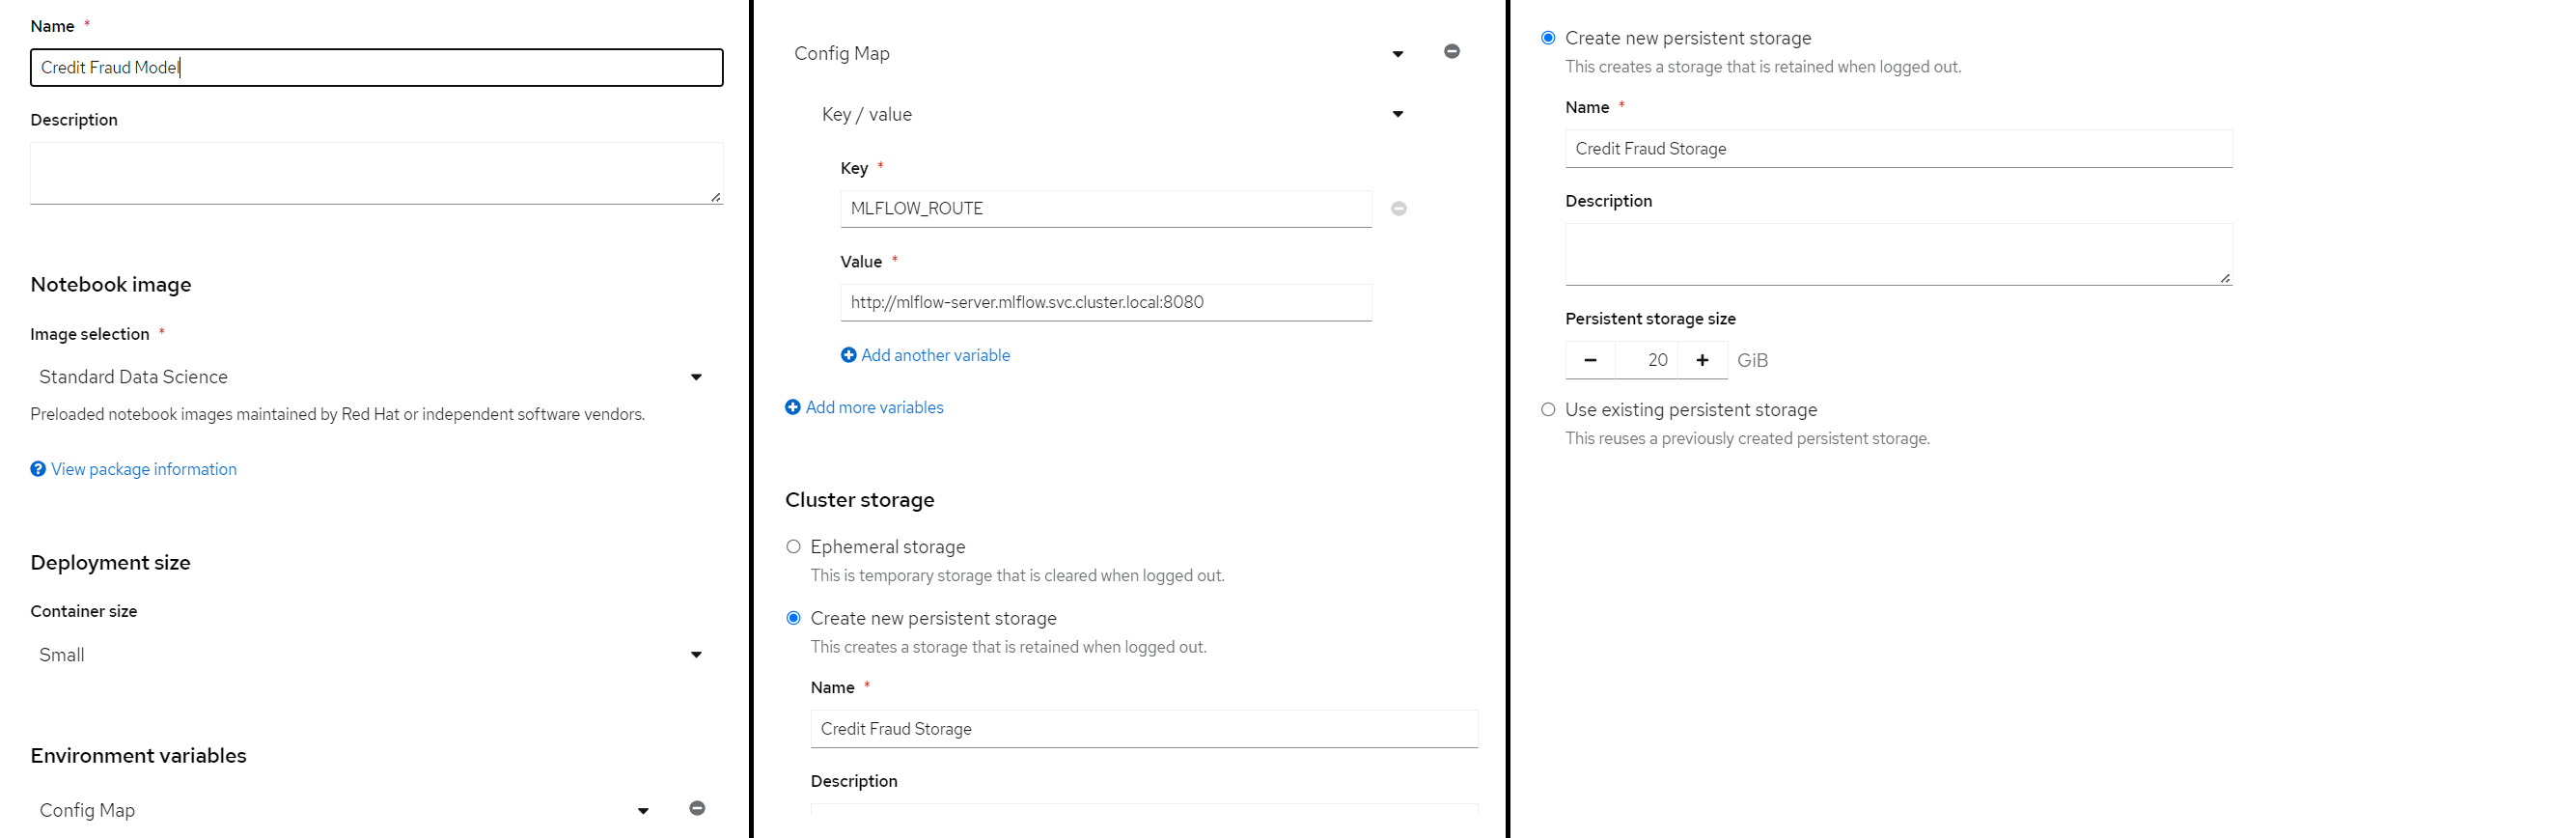 Name *
Credit Fraud Model
Description
Notebook image
Image selection *
Standard Data Science
Preloaded notebook images maintained by Red Hat or independent software vendors.
View package information
Deployment size
Container size
Small
Environment variables
Config Map
Config Map
Key / value
Key *
MLFLOW_ROUTE
Value *
http://mlflow-server.mlflow.svc.cluster.local:8080
Add another variable
Add more variables
Cluster storage
Ephemeral storage
This is temporary storage that is cleared when logged out.
Create new persistent storage
This creates a storage that is retained when logged out.
Name *
Credit Fraud Storage
Description
Create new persistent storage
This creates a storage that is retained when logged out.
Name *
Credit Fraud Storage
Description
Persistent storage size
20 GiB
Use existing persistent storage
This reuses a previously created persistent storage.